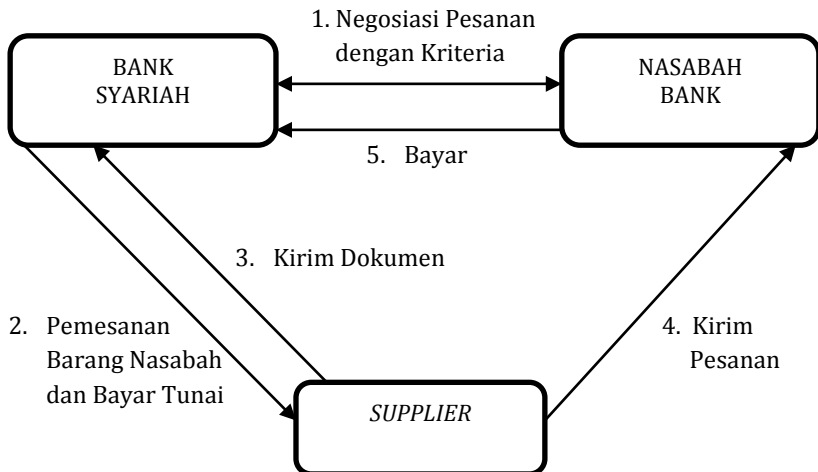 1. Negosiasi Pesanan
dengan Kriteria
BANK
SYARIAH
NASABAH
BANK
5. Bayar
3. Kirim Dokumen
2. Pemesanan
Barang Nasabah
dan Bayar Tunai
4. Kirim
Pesanan
SUPPLIER